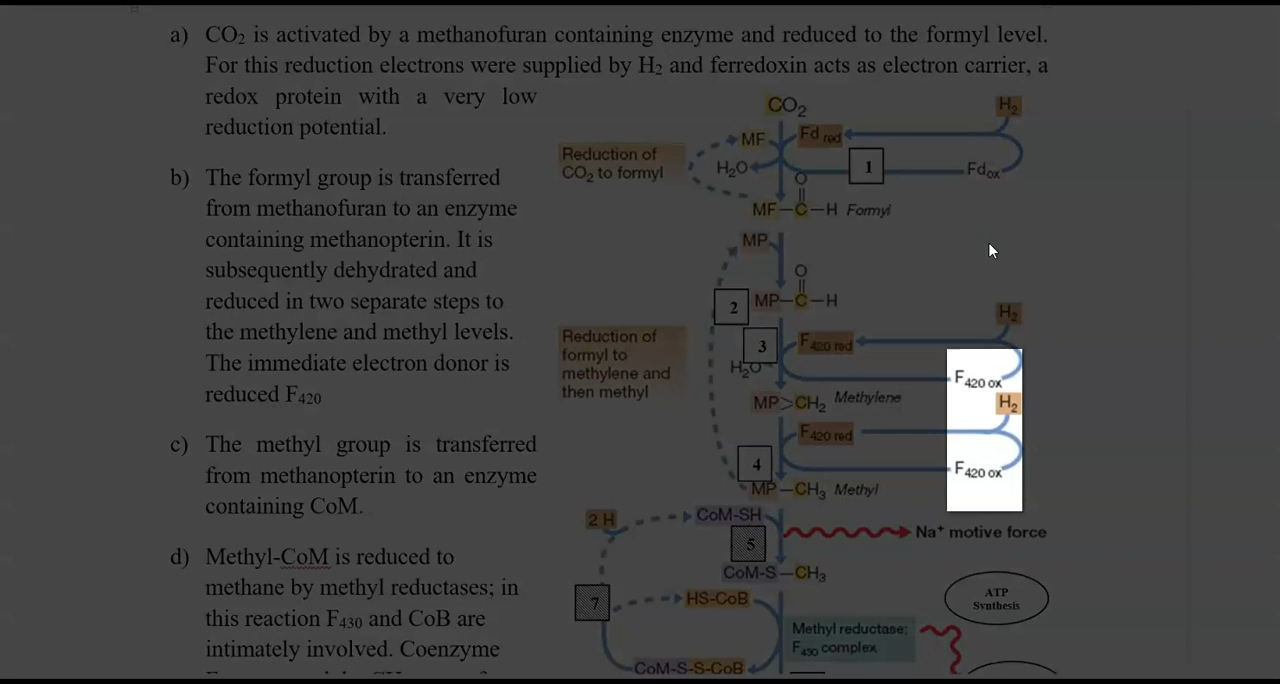 a) CO₂ is activated by a methanofuran containing enzyme and reduced to the formyl level.
For this reduction electrons were supplied by H₂ and ferredoxin acts as electron carrier, a
redox protein with a very low
reduction potential.
b) The formyl group is transferred
from methanofuran to an enzyme
containing methanopterin. It is
subsequently dehydrated and
reduced in two separate steps to
the methylene and methyl levels.
The immediate electron donor is
reduced F₄₂₀
c) The methyl group is transferred
from methanopterin to an enzyme
containing CoM.
d) Methyl-CoM is reduced to
methane by methyl reductases; in
this reaction F₄₃₀ and CoB are
intimately involved. Coenzyme
CO₂
H₂
MF
Fd red
Reduction of
CO₂ to formyl
H₂O
1
Fdox
O
MF–C–H Formyl
MP
O
2
MP–C–H
H₂
Reduction of
formyl to
methylene and
then methyl
3
F420 red
H₂O
F420 ox
MP>CH₂ Methylene
H₂
F420 red
4
F420 ox
MP–CH₃ Methyl
2 H
CoM-SH
5
Na⁺ motive force
CoM-S–CH₃
7
HS-CoB
ATP
Synthesis
Methyl reductase;
F₄₃₀ complex
CoM-S-S-CoB